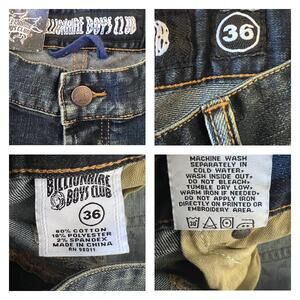 BILLIONAIRE BOYS CLUB
36
BILLIONAIRE
BOYS CLUB
36
80% COTTON
18% POLYESTER
2% SPANDEX
MADE IN CHINA
RN 98011
MACHINE WASH
SEPARATELY IN
COLD WATER.
WASH INSIDE OUT.
DO NOT BLEACH.
TUMBLE DRY LOW.
WARM IRON IF NEEDED.
DO NOT APPLY IRON
DIRECTLY ON PRINTED OR
EMBROIDERY AREA.